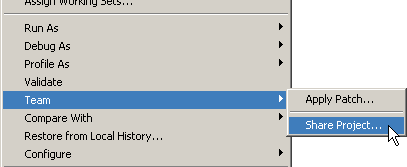 Assign Working Sets...
Run As
Debug As
Profile As
Validate
Team
Apply Patch...
Compare With
Share Project...
Restore from Local History...
Configure